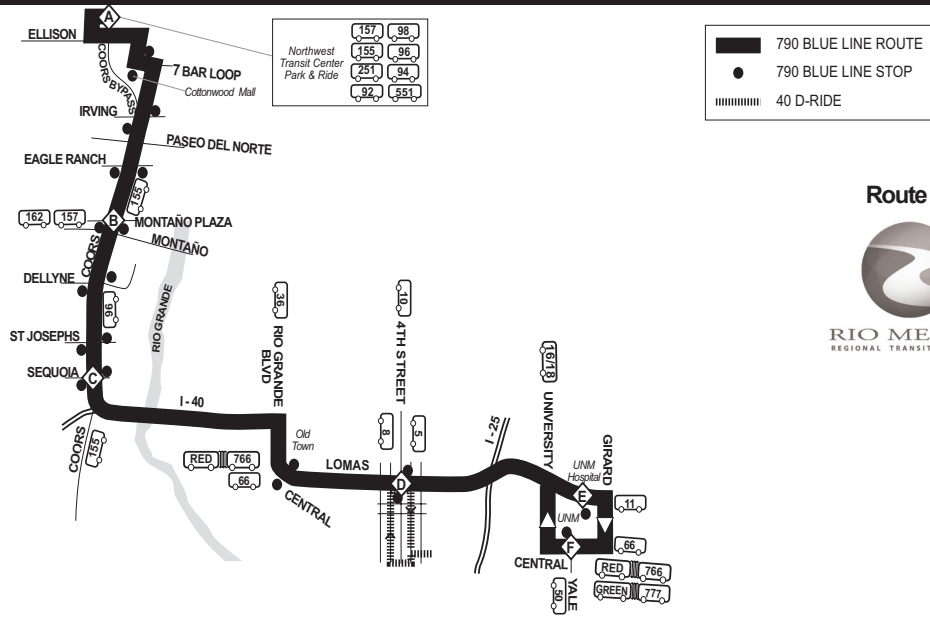 A
ELLISON
COORS BYPASS
7 BAR LOOP
Cottonwood Mall
Northwest
Transit Center
Park & Ride
157 98
155 96
251 94
92 551
790 BLUE LINE ROUTE
790 BLUE LINE STOP
40 D-RIDE
IRVING
PASEO DEL NORTE
EAGLE RANCH
155
162 157
B
MONTAÑO PLAZA
MONTAÑO
COORS
DELLYNE
96
RIO GRANDE
ST JOSEPHS
SEQUOIA
C
I - 40
COORS
155
36
RIO GRANDE
BLVD
Old
Town
RED 766
66
LOMAS
CENTRAL
10
4TH STREET
8
5
D
I - 25
16/18
UNIVERSITY
GIRARD
UNM
Hospital
E
UNM
11
F
66
CENTRAL
RED 766
GREEN 777
YALE
50
Route
RIO ME
REGIONAL TRANSIT